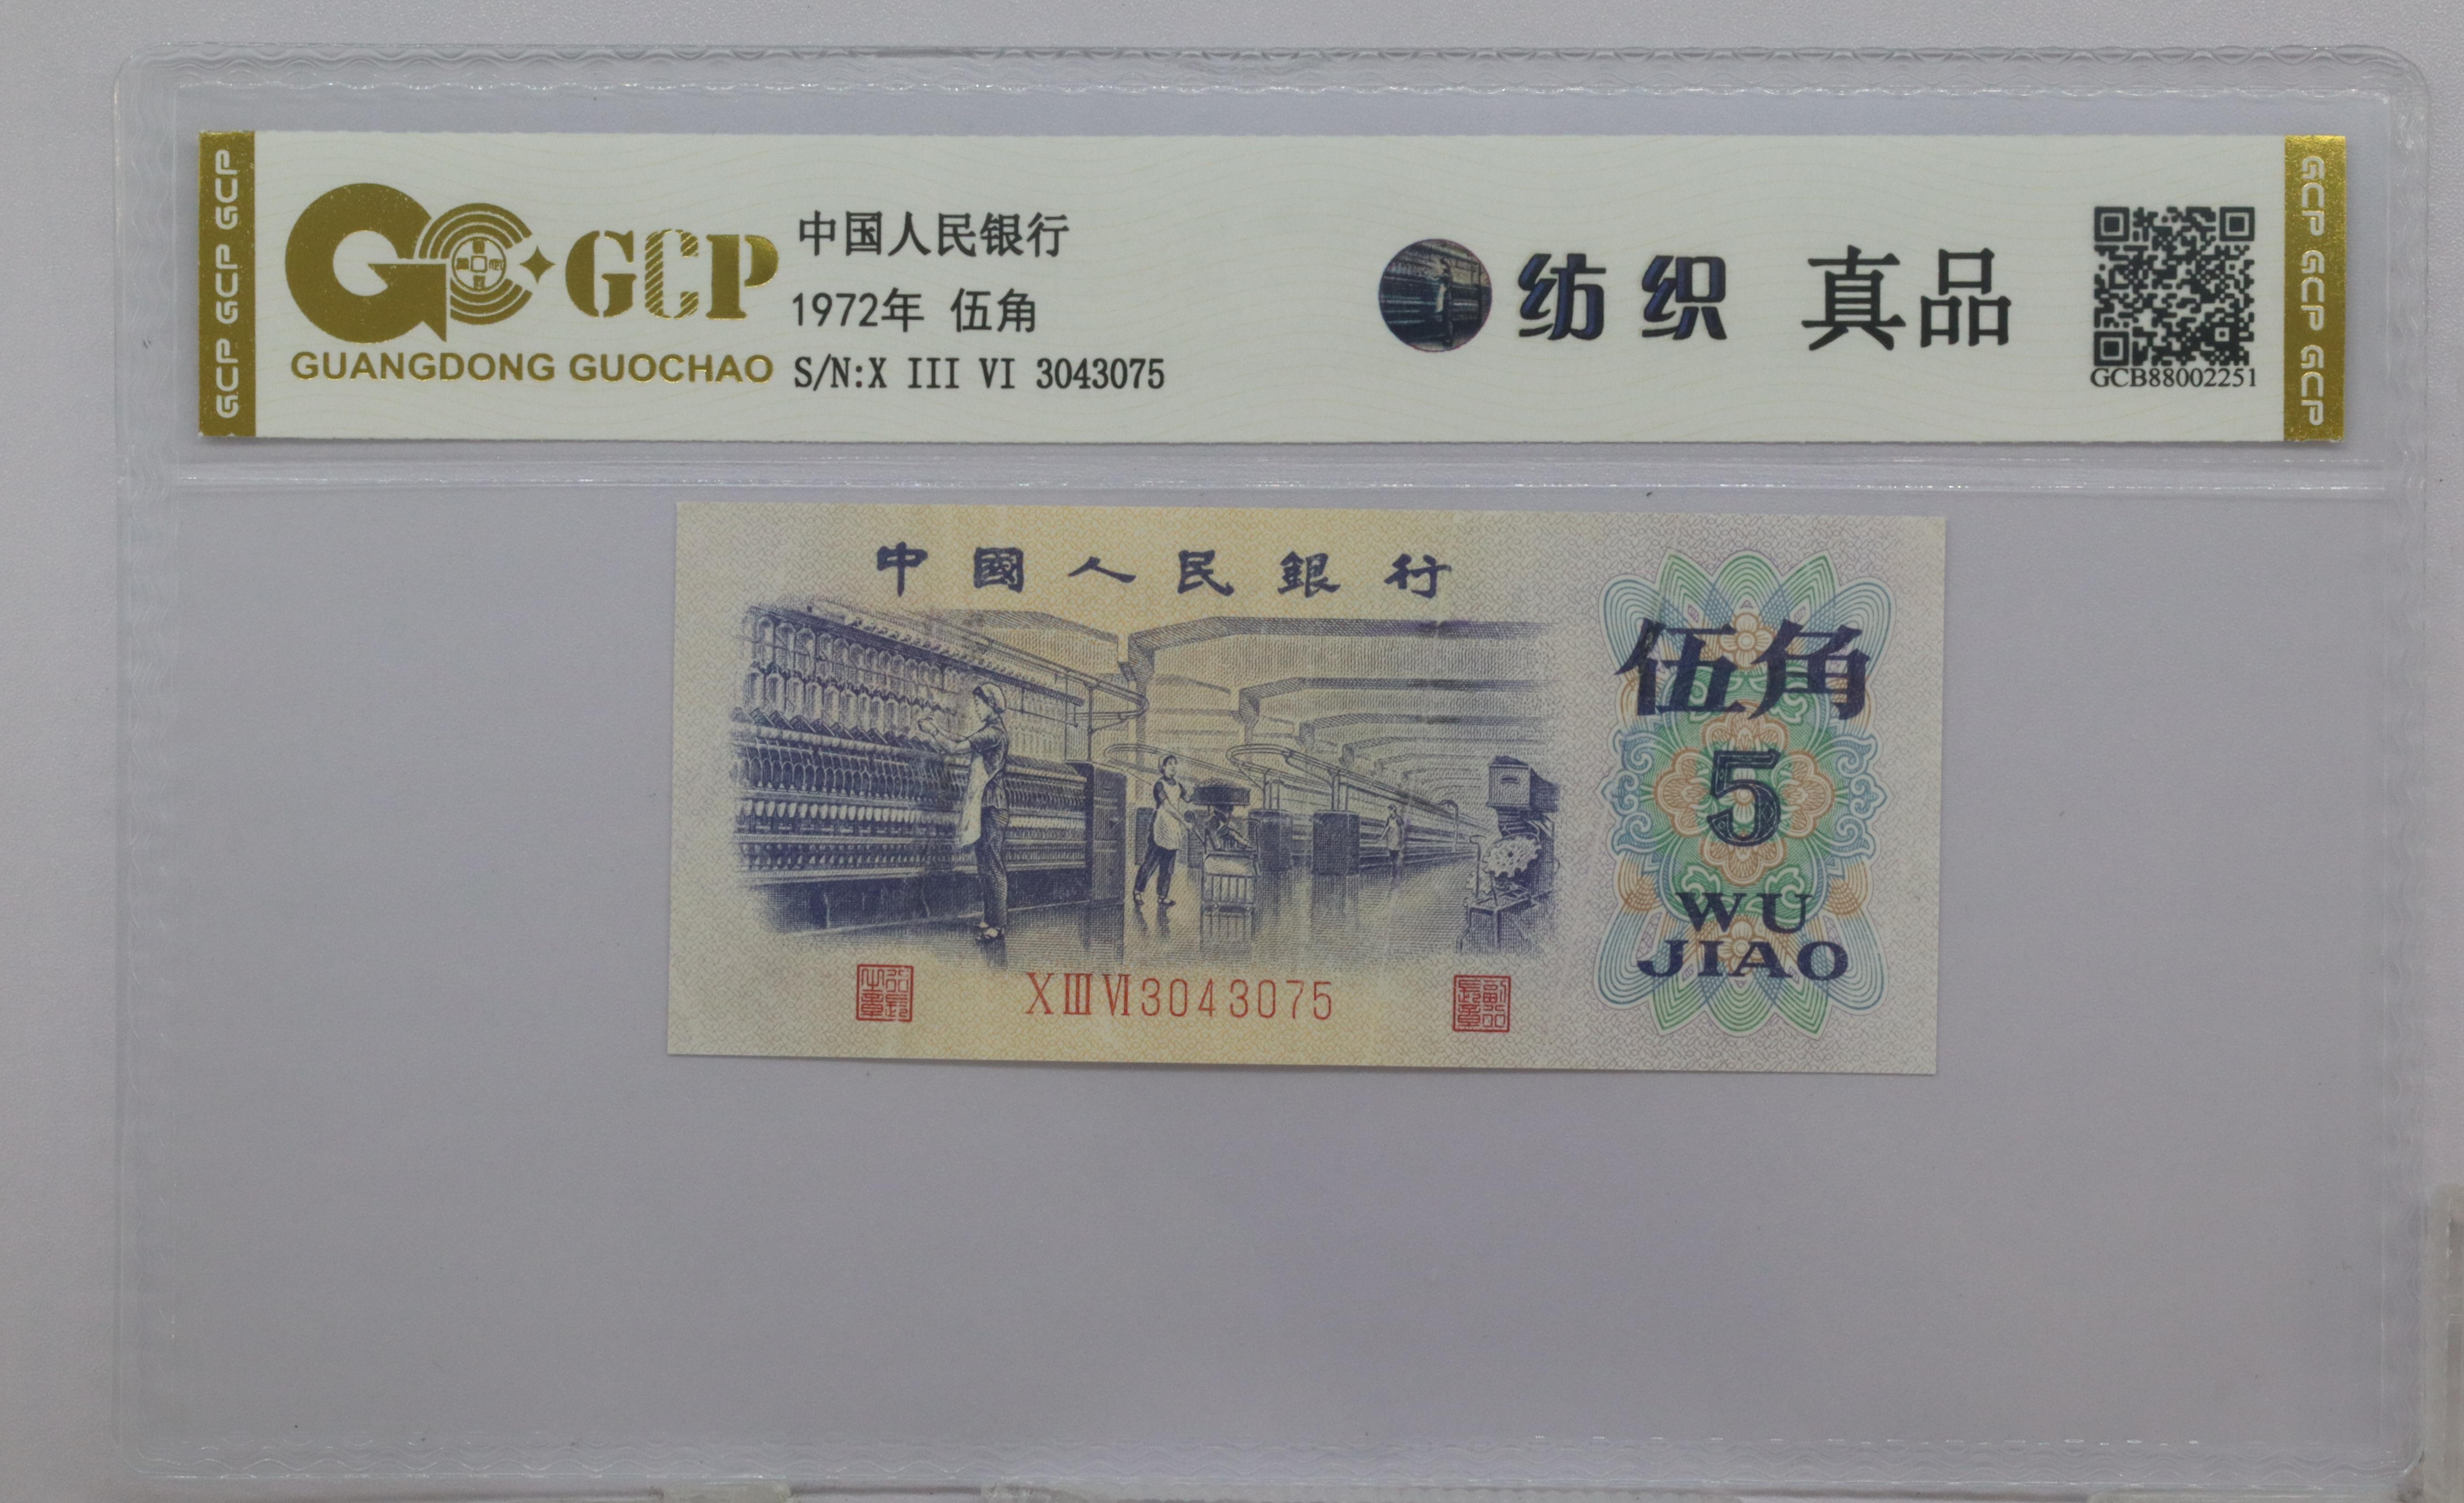 GCP GCP GCP
GCP
GUANGDONG GUOCHAO
中国人民银行
1972年 伍角
S/N:X III VI 3043075
纺织 真品
GCB88002251
GCP GCP GCP
中國人民銀行
伍角
5
WU
JIAO
ⅩⅢⅥ3043075